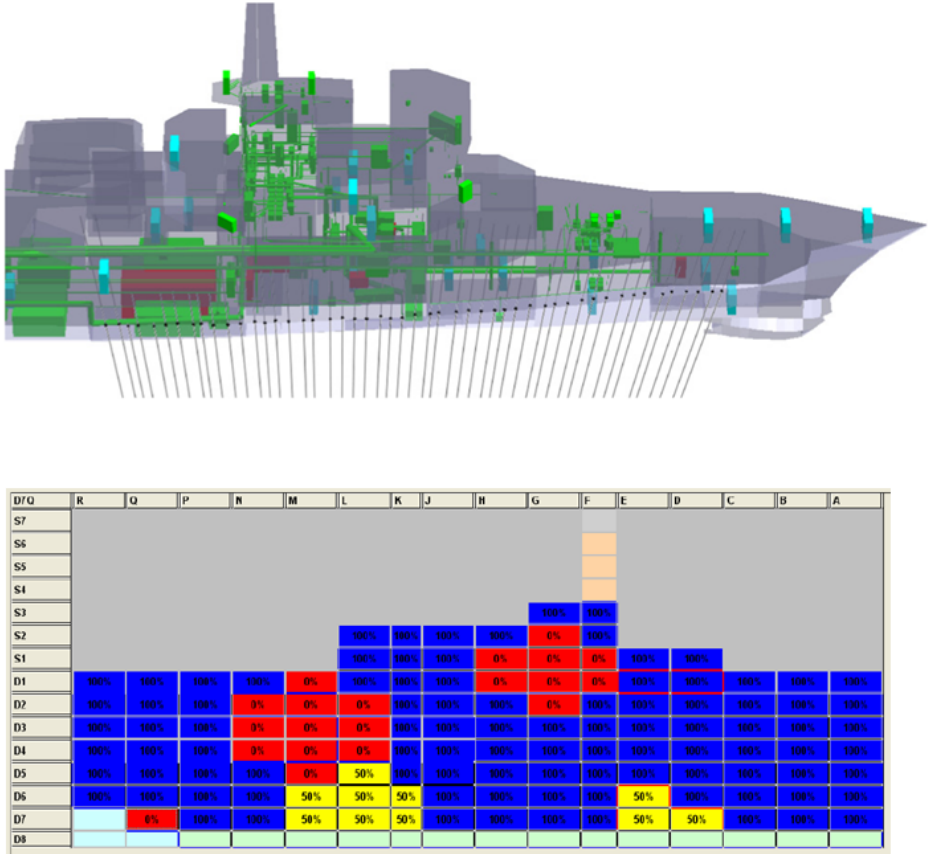 D/Q R Q P N M L K J H G F E D C B A
S7
S6
S5
S4
S3 100% 100%
S2 100% 100% 100% 100% 0% 100%
S1 100% 100% 100% 0% 0% 0% 100% 100%
D1 100% 100% 100% 100% 0% 100% 100% 100% 0% 0% 0% 100% 100% 100% 100% 100%
D2 100% 100% 100% 0% 0% 0% 100% 100% 100% 0% 100% 100% 100% 100% 100% 100%
D3 100% 100% 100% 0% 0% 0% 100% 100% 100% 100% 100% 100% 100% 100% 100% 100%
D4 100% 100% 100% 0% 0% 0% 100% 100% 100% 100% 100% 100% 100% 100% 100% 100%
D5 100% 100% 100% 100% 0% 50% 100% 100% 100% 100% 100% 100% 100% 100% 100% 100%
D6 100% 100% 100% 100% 50% 50% 50% 100% 100% 100% 100% 50% 100% 100% 100% 100%
D7 0% 100% 100% 50% 50% 50% 100% 100% 100% 100% 50% 50% 100% 100% 100%
D8